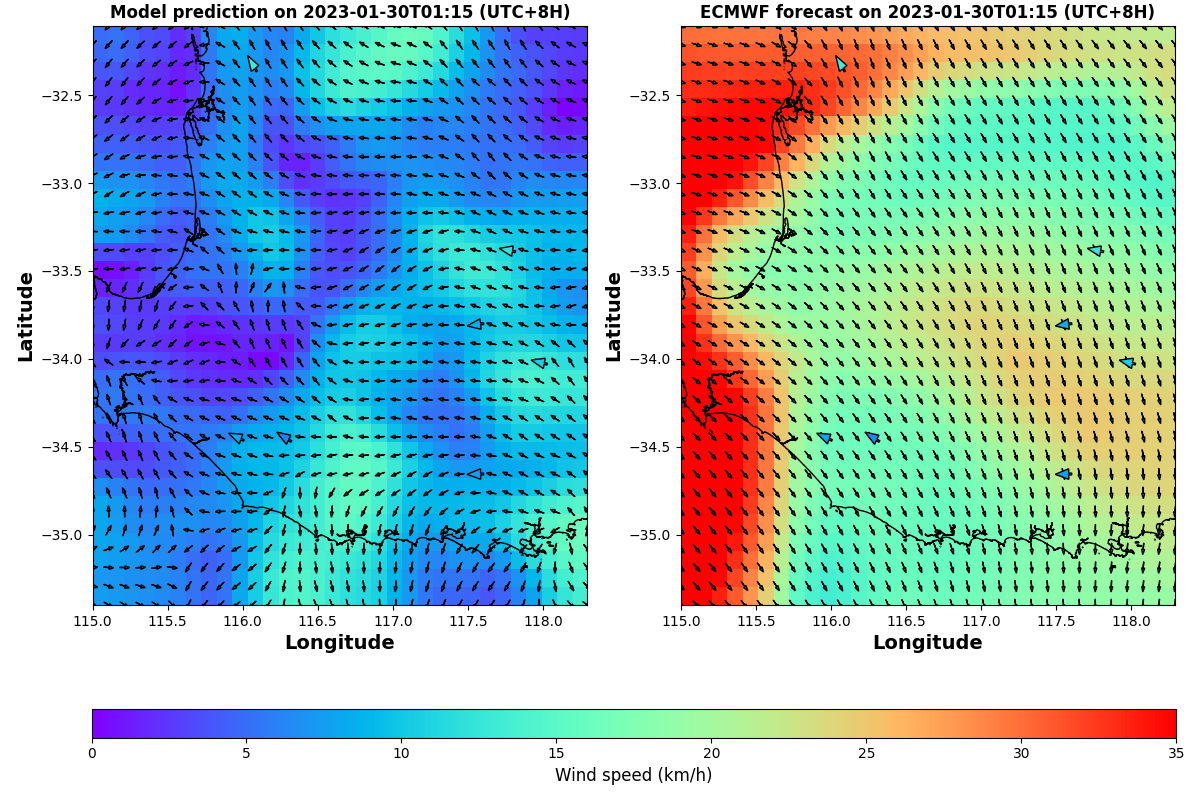 Model prediction on 2023-01-30T01:15 (UTC+8H)
ECMWF forecast on 2023-01-30T01:15 (UTC+8H)
−32.5
−33.0
−33.5
−34.0
−34.5
−35.0
Latitude
115.0 115.5 116.0 116.5 117.0 117.5 118.0
Longitude
−32.5
−33.0
−33.5
−34.0
−34.5
−35.0
Latitude
115.0 115.5 116.0 116.5 117.0 117.5 118.0
Longitude
0 5 10 15 20 25 30 35
Wind speed (km/h)